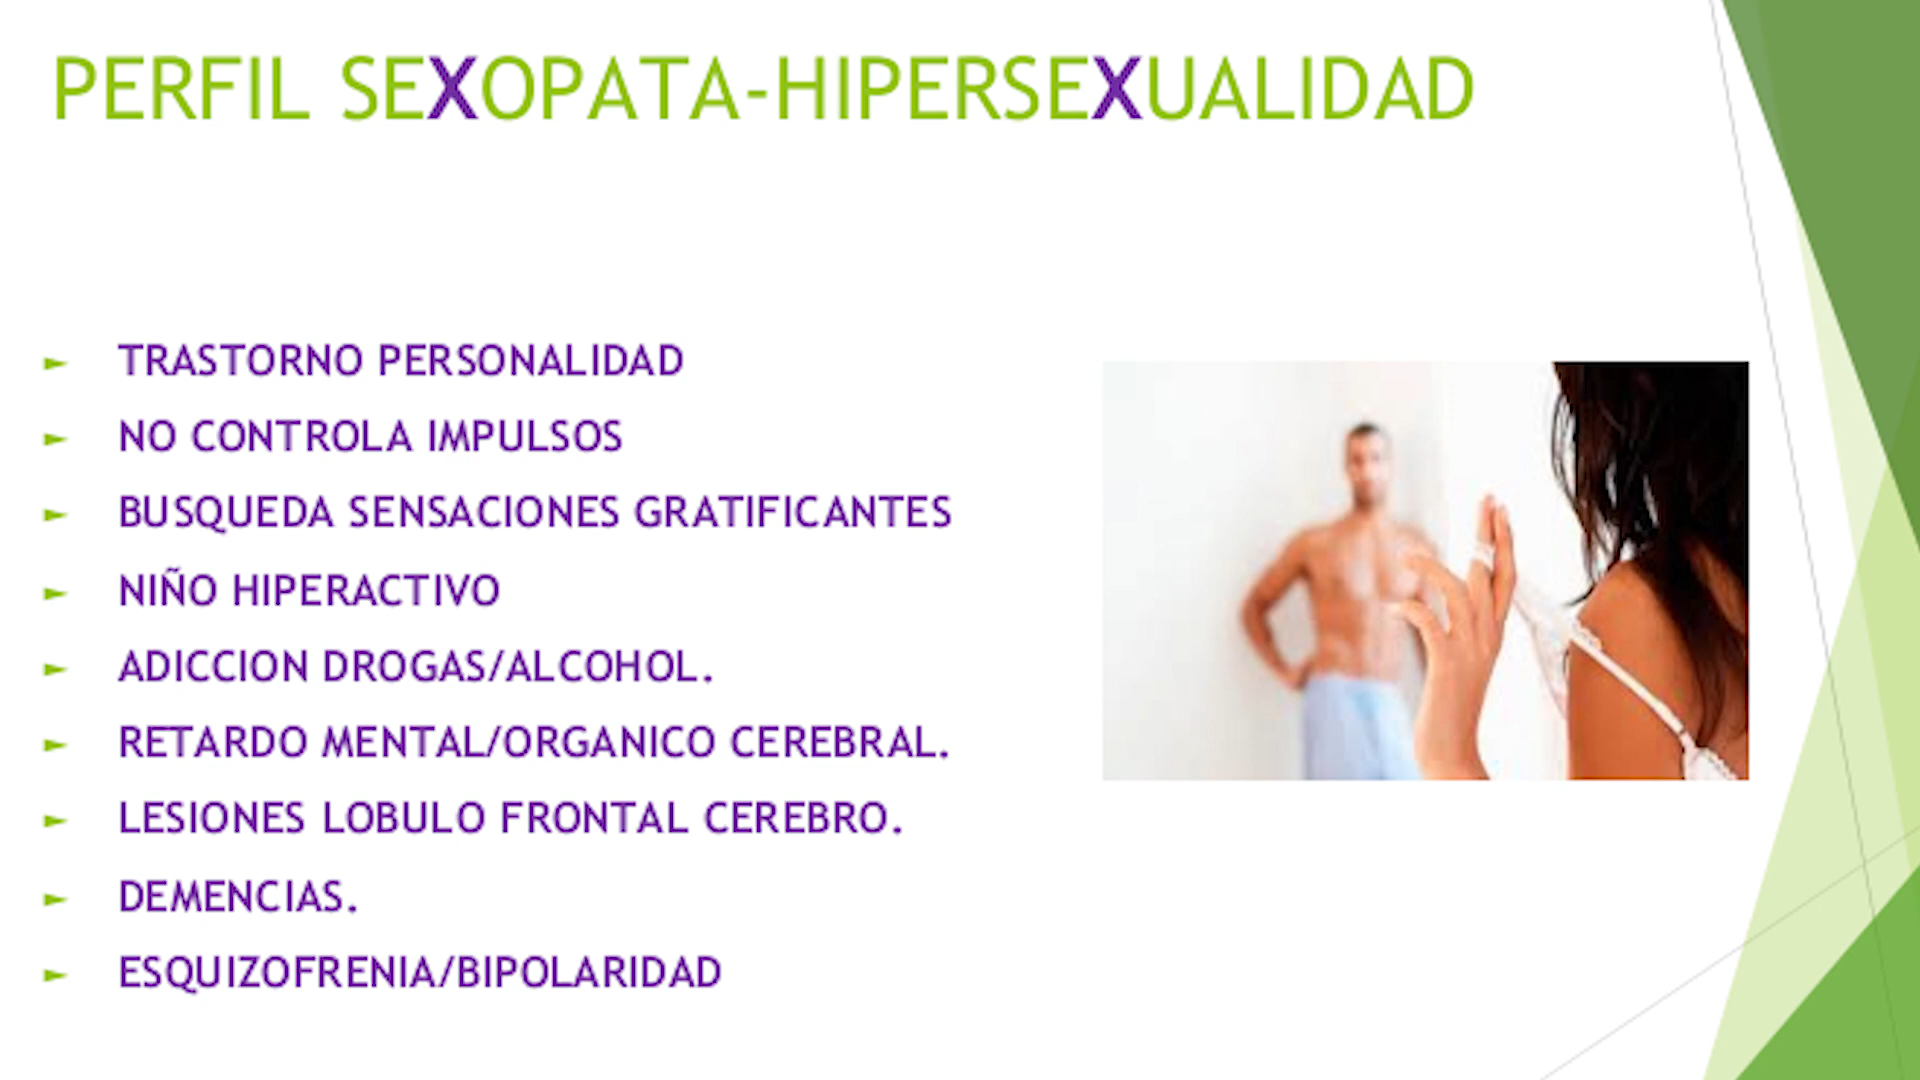 PERFIL SEXOPATA-HIPERSEXUALIDAD
TRASTORNO PERSONALIDAD
NO CONTROLA IMPULSOS
BUSQUEDA SENSACIONES GRATIFICANTES
NIÑO HIPERACTIVO
ADICCION DROGAS/ALCOHOL.
RETARDO MENTAL/ORGANICO CEREBRAL.
LESIONES LOBULO FRONTAL CEREBRO.
DEMENCIAS.
ESQUIZOFRENIA/BIPOLARIDAD